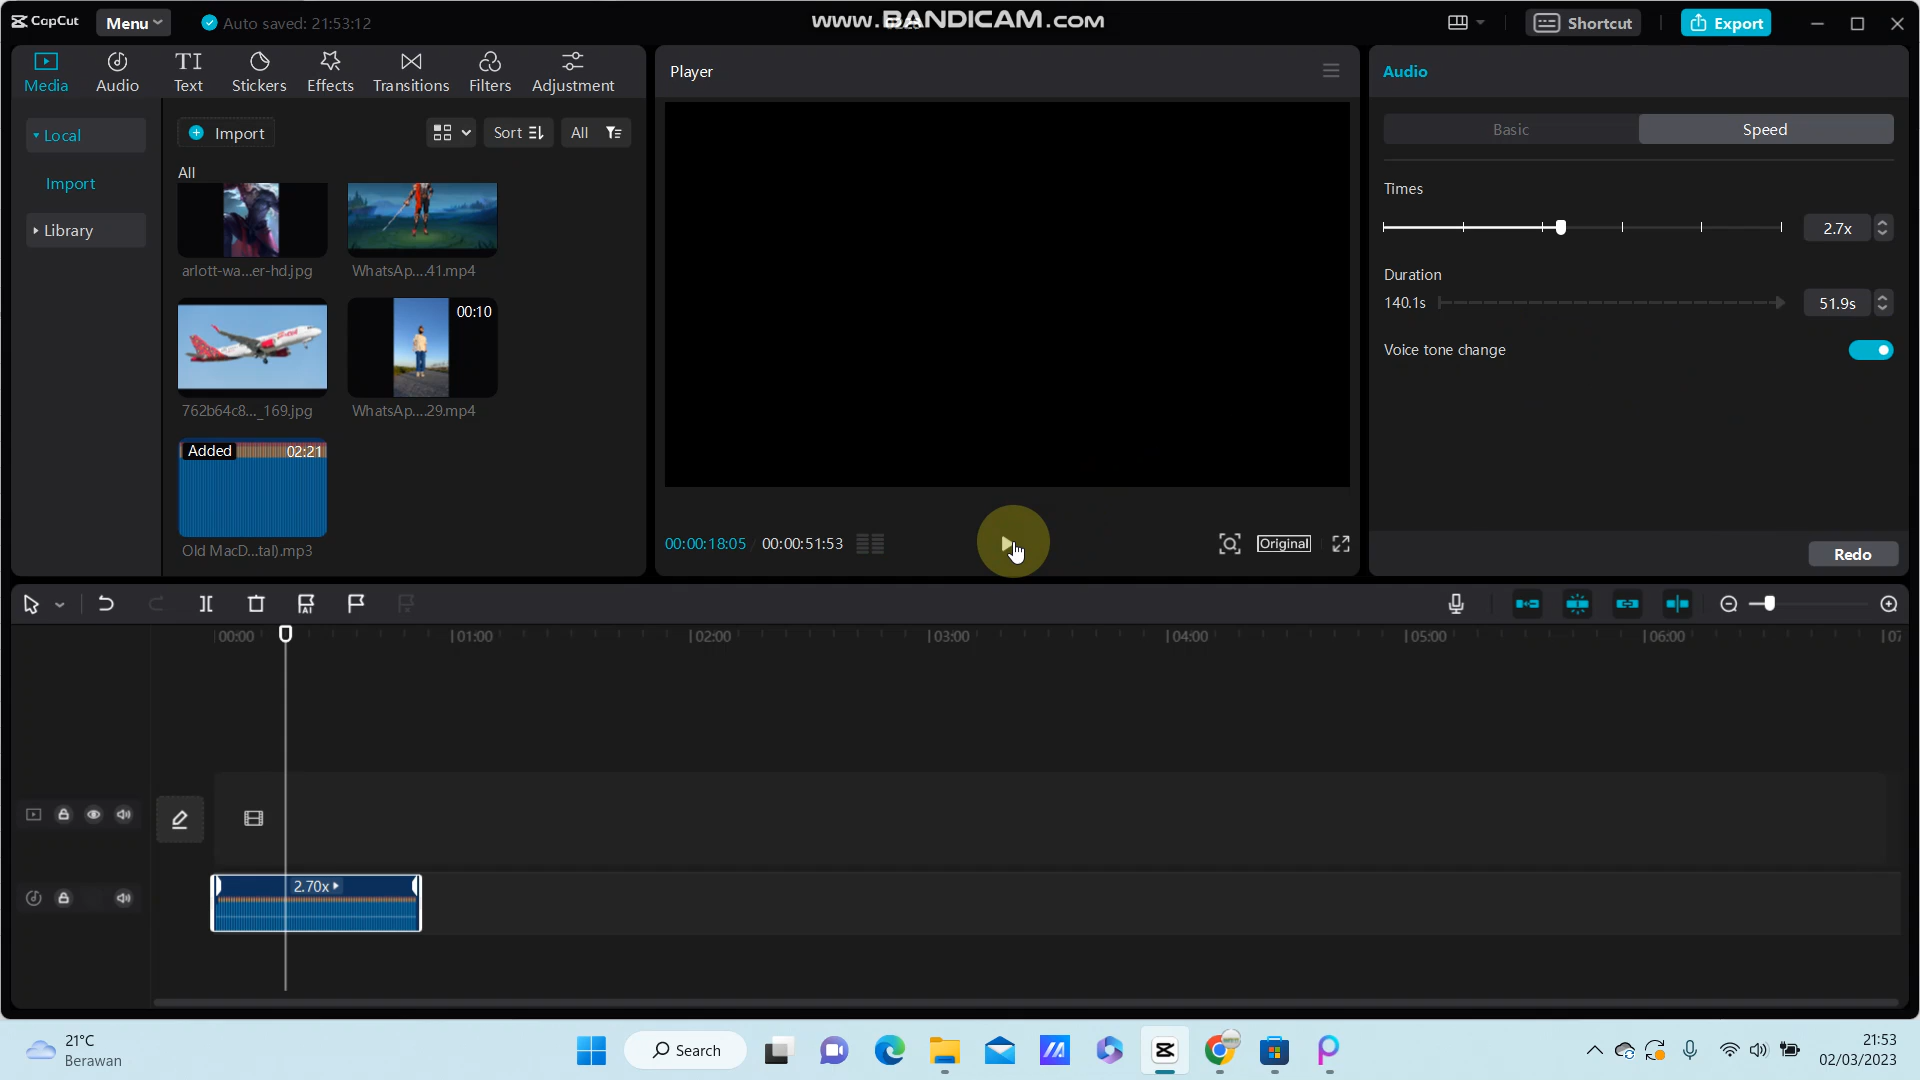 CapCut
Menu
Auto saved: 21:53:12
www.BANDICAM.com
Shortcut
Export
Media
Audio
Text
Stickers
Effects
Transitions
Filters
Adjustment
Player
Audio
Local
Import
Library
Import
Sort
All
All
arlott-wa...er-hd.jpg
WhatsAp....41.mp4
00:10
762b64c8..._169.jpg
WhatsAp....29.mp4
Added
02:21
Old MacD...tal).mp3
00:00:18:05 / 00:00:51:53
Original
Basic
Speed
Times
2.7x
Duration
140.1s
51.9s
Voice tone change
Redo
AI
00:00
01:00
02:00
03:00
04:00
05:00
06:00
2.70x
21°C
Berawan
Search
21:53
02/03/2023